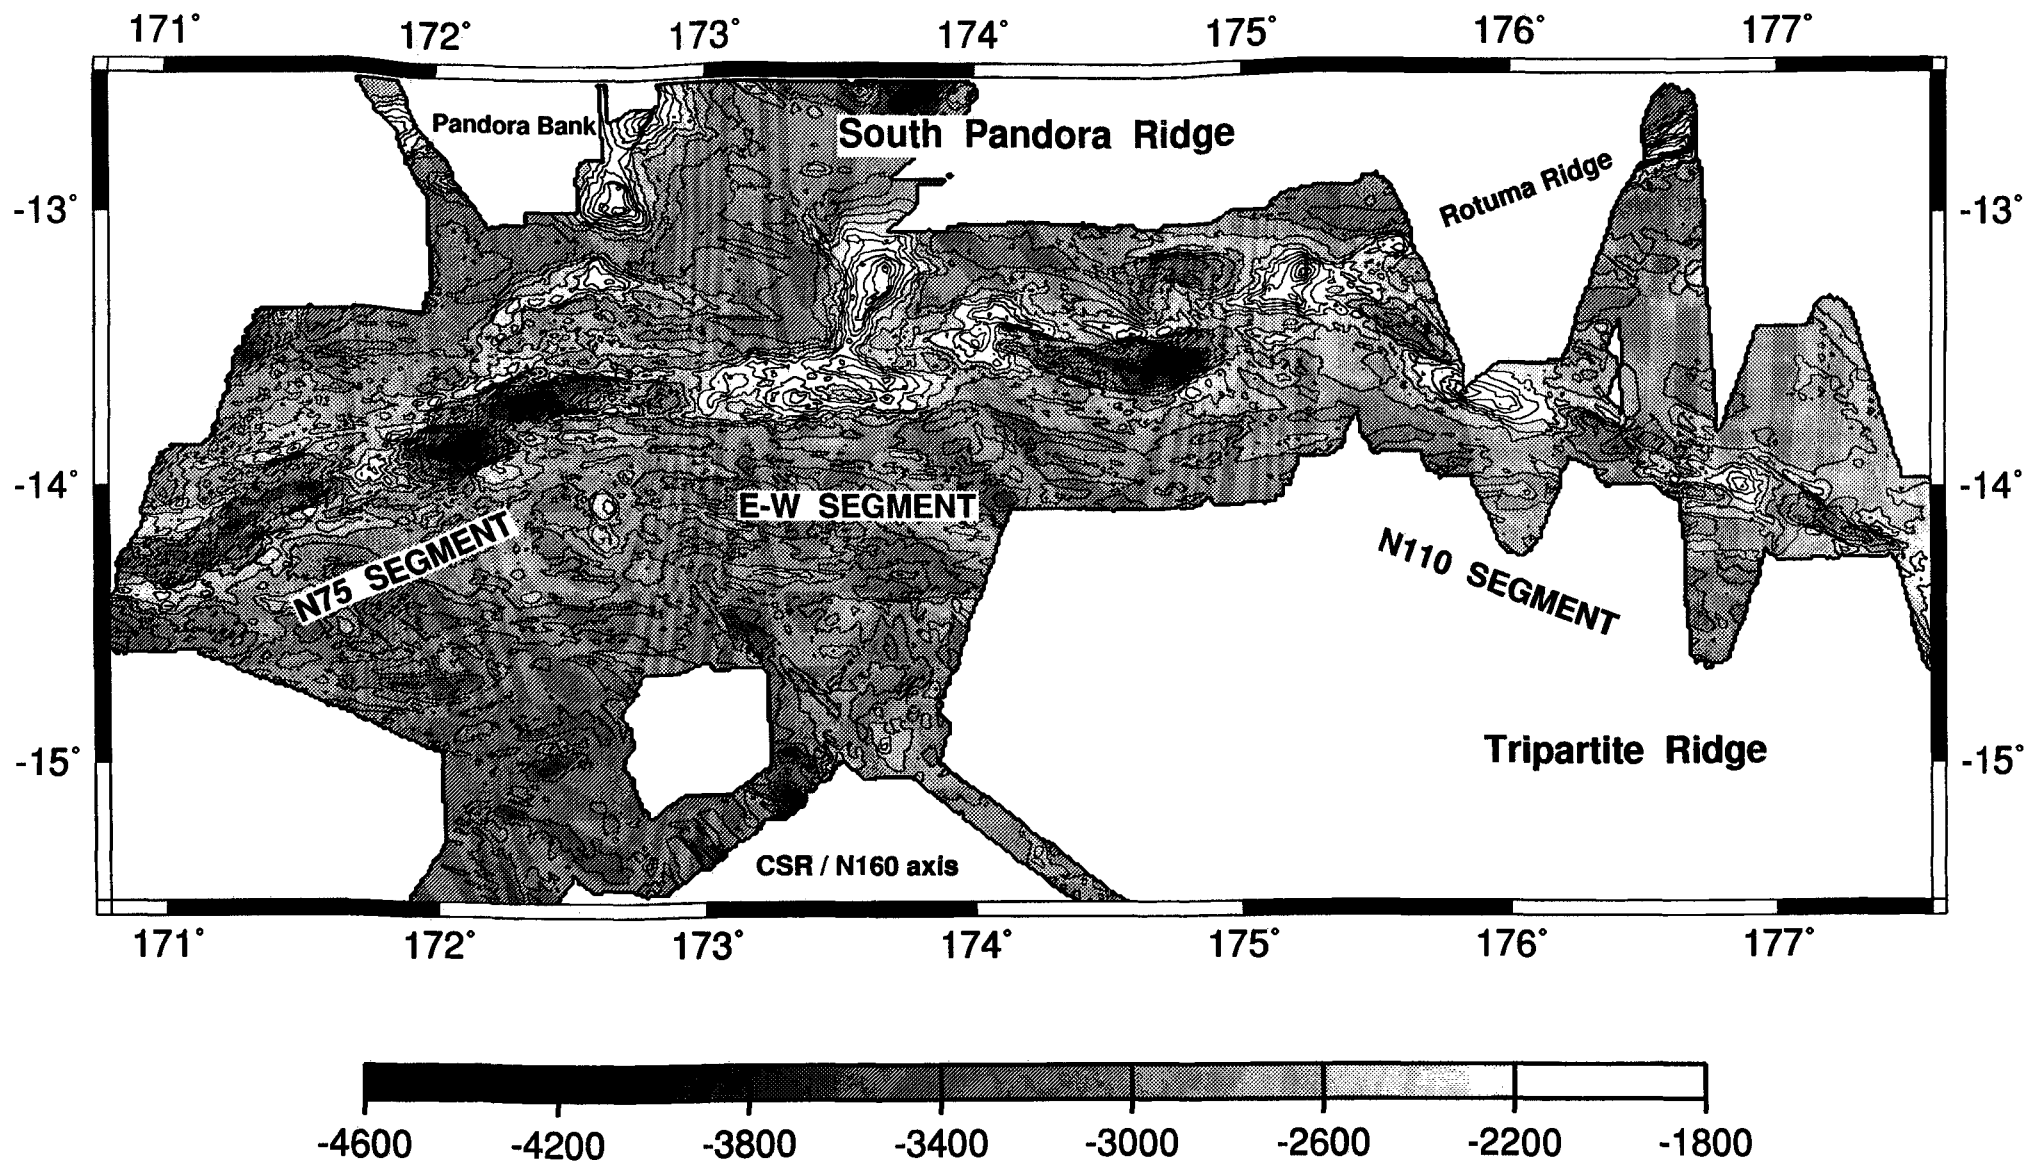 171° 172° 173° 174° 175° 176° 177°
Pandora Bank
South Pandora Ridge
Rotuma Ridge
-13° -13°
-14° -14°
E-W SEGMENT
N75 SEGMENT
N110 SEGMENT
-15° -15°
Tripartite Ridge
CSR / N160 axis
171° 172° 173° 174° 175° 176° 177°
-4600 -4200 -3800 -3400 -3000 -2600 -2200 -1800